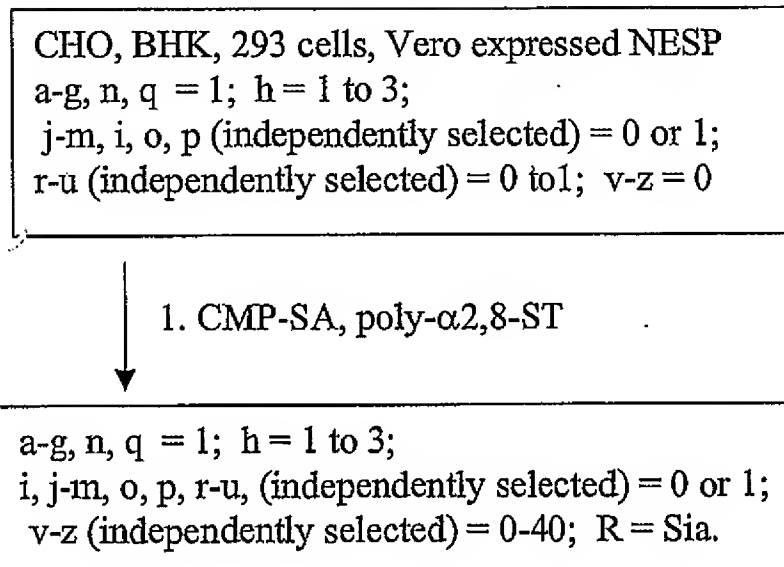 CHO, BHK, 293 cells, Vero expressed NESP
a-g, n, q = 1; h = 1 to 3;
j-m, i, o, p (independently selected) = 0 or 1;
r-u (independently selected) = 0 to1; v-z = 0
1. CMP-SA, poly-α2,8-ST
a-g, n, q = 1; h = 1 to 3;
i, j-m, o, p, r-u, (independently selected) = 0 or 1;
v-z (independently selected) = 0-40; R = Sia.